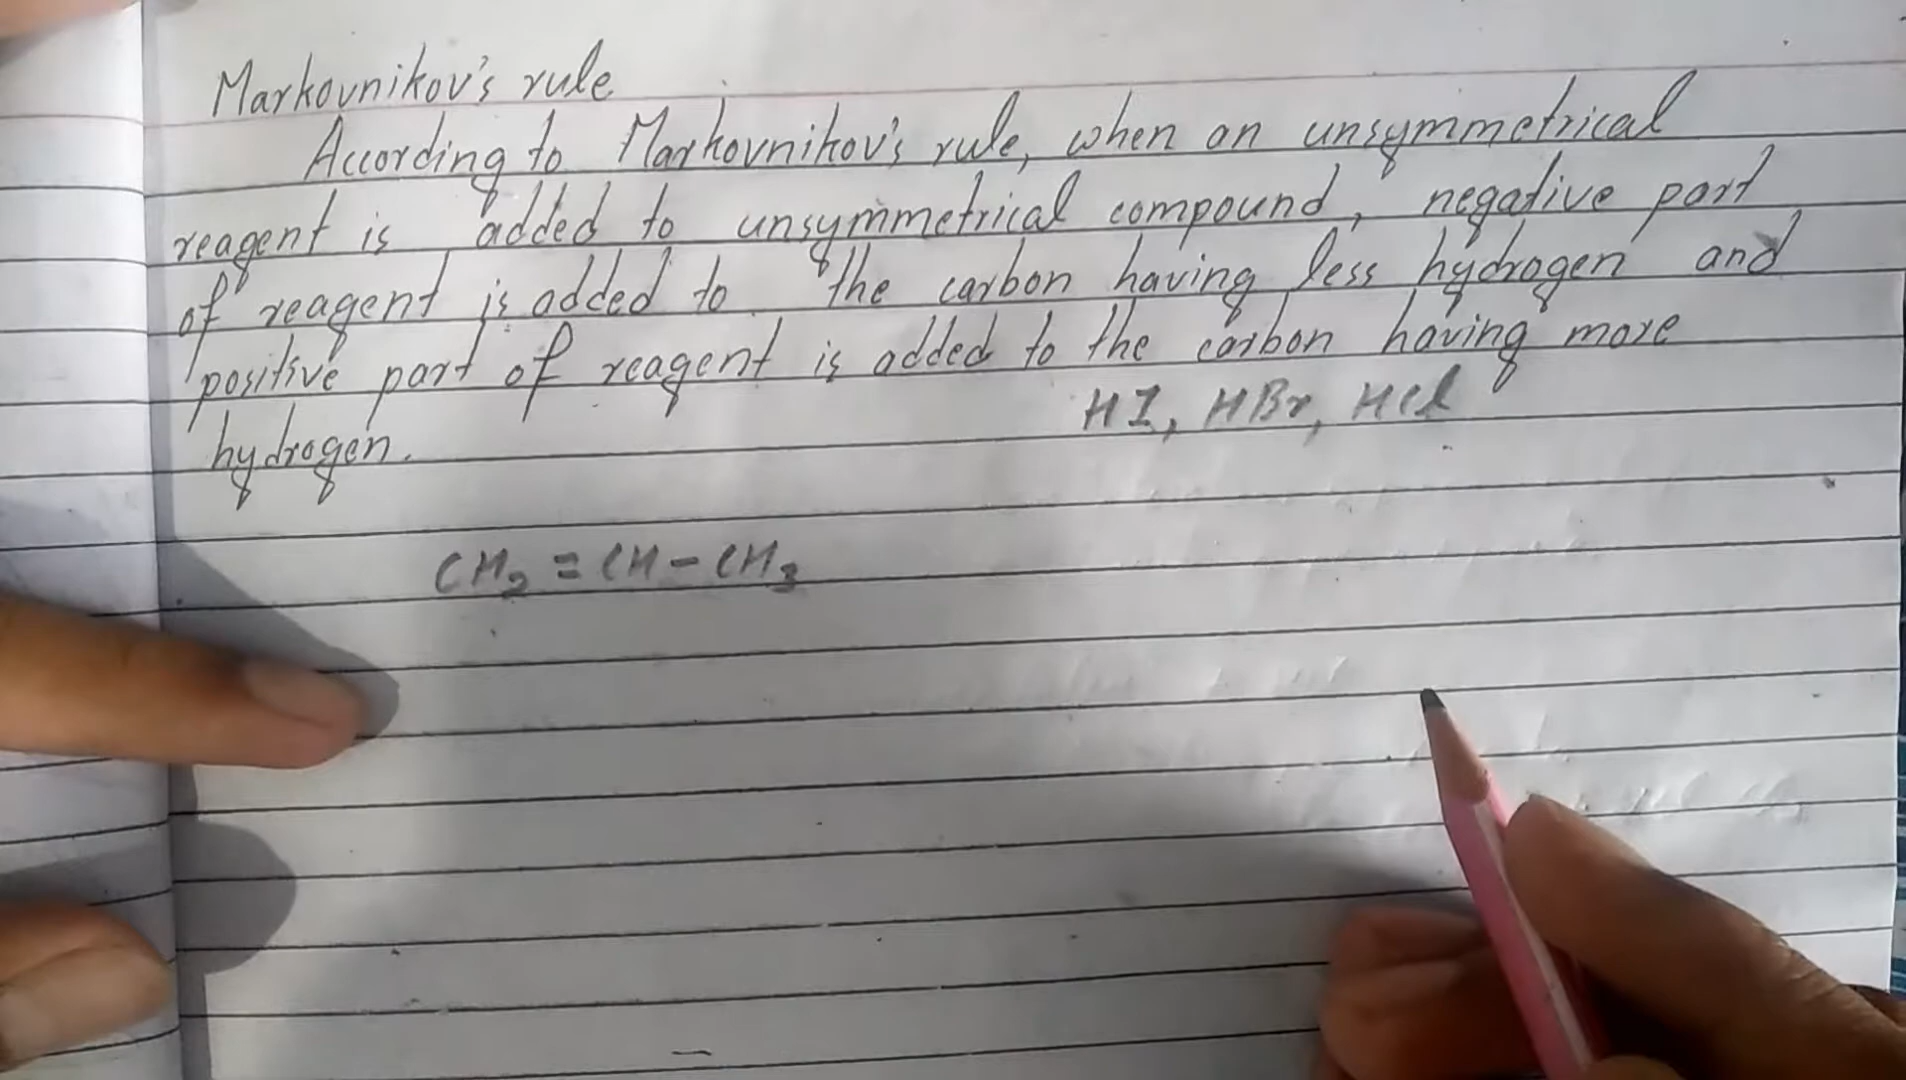 Markovnikov's rule
According to Markovnikov's rule, when an unsymmetrical
reagent is added to unsymmetrical compound, negative part
of reagent is added to the carbon having less hydrogen and
positive part of reagent is added to the carbon having more
hydrogen.
HI, HBr, HCl
CH₂ = CH - CH₃